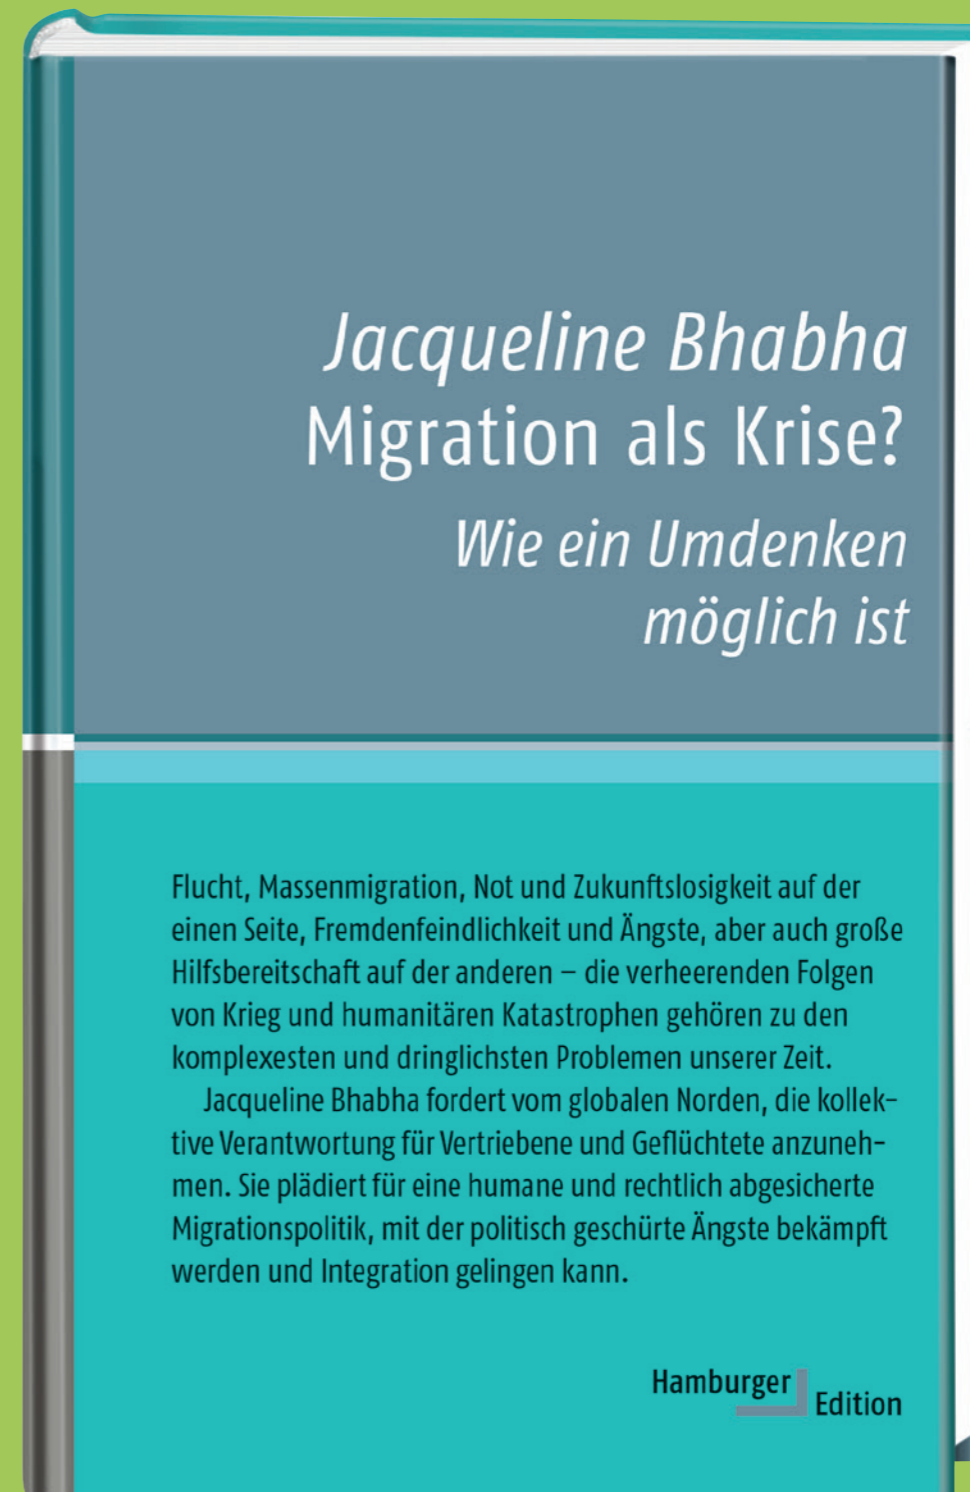 Jacqueline Bhabha
Migration als Krise?
Wie ein Umdenken
möglich ist
Flucht, Massenmigration, Not und Zukunftslosigkeit auf der
einen Seite, Fremdenfeindlichkeit und Ängste, aber auch große
Hilfsbereitschaft auf der anderen – die verheerenden Folgen
von Krieg und humanitären Katastrophen gehören zu den
komplexesten und dringlichsten Problemen unserer Zeit.
Jacqueline Bhabha fordert vom globalen Norden, die kollek-
tive Verantwortung für Vertriebene und Geflüchtete anzuneh-
men. Sie plädiert für eine humane und rechtlich abgesicherte
Migrationspolitik, mit der politisch geschürte Ängste bekämpft
werden und Integration gelingen kann.
Hamburger
Edition